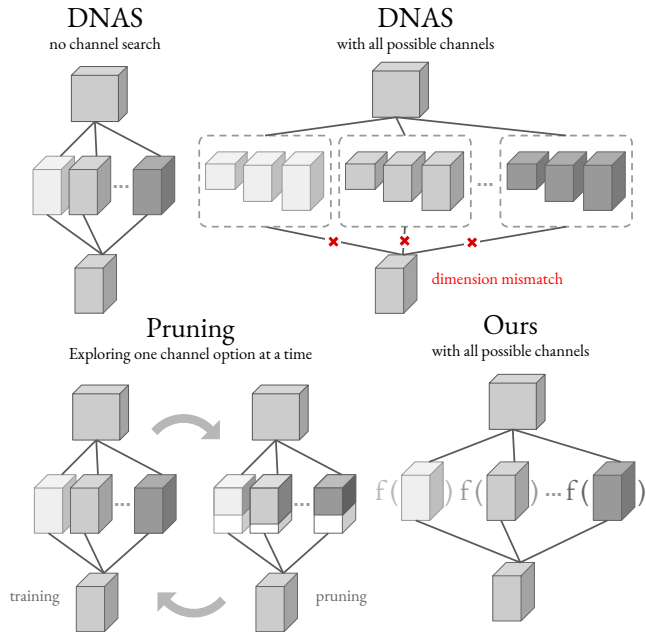 DNAS
no channel search
...
DNAS
with all possible channels
...
dimension mismatch
Pruning
Exploring one channel option at a time
...
...
training
pruning
Ours
with all possible channels
f( ) f( ) ... f( )